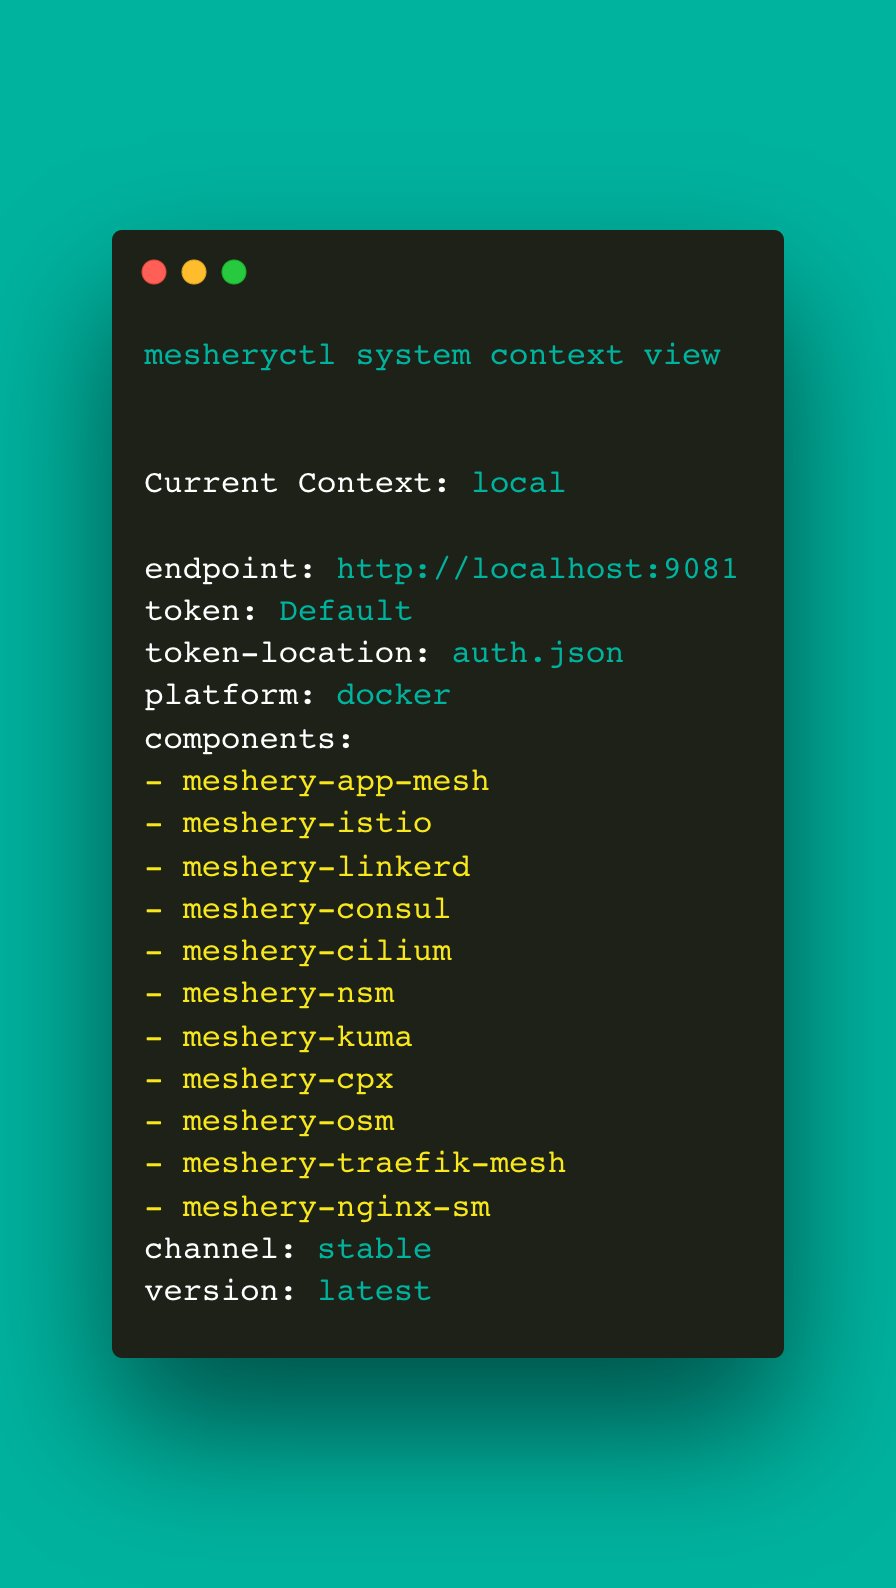 mesheryctl system context view
Current Context: local
endpoint: http://localhost:9081
token: Default
token-location: auth.json
platform: docker
components:
- meshery-app-mesh
- meshery-istio
- meshery-linkerd
- meshery-consul
- meshery-cilium
- meshery-nsm
- meshery-kuma
- meshery-cpx
- meshery-osm
- meshery-traefik-mesh
- meshery-nginx-sm
channel: stable
version: latest